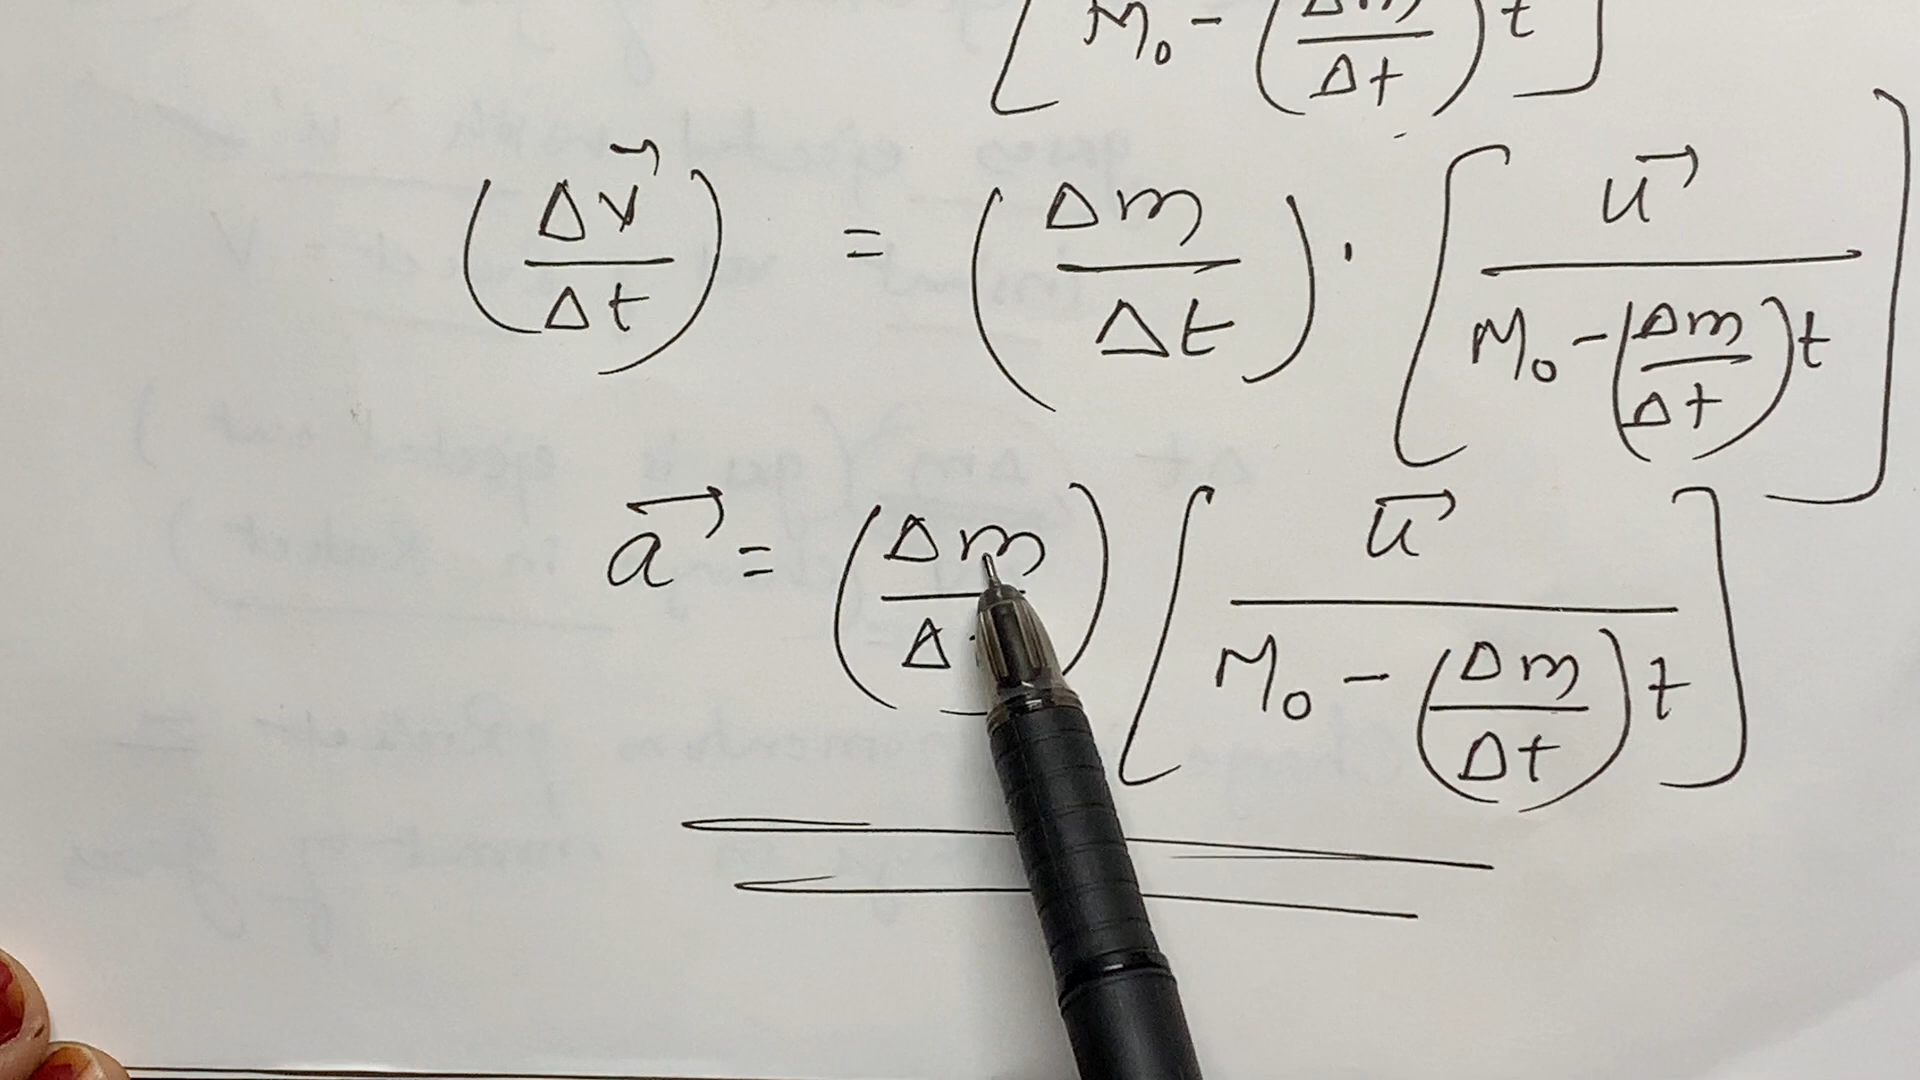 [M₀ - (Δm/Δt) t]
(Δv⃗/Δt) = (Δm/Δt) · [u⃗ / M₀ - (Δm/Δt) t]
a⃗ = (Δm/Δ ) [u⃗ / M₀ - (Δm/Δt) t]